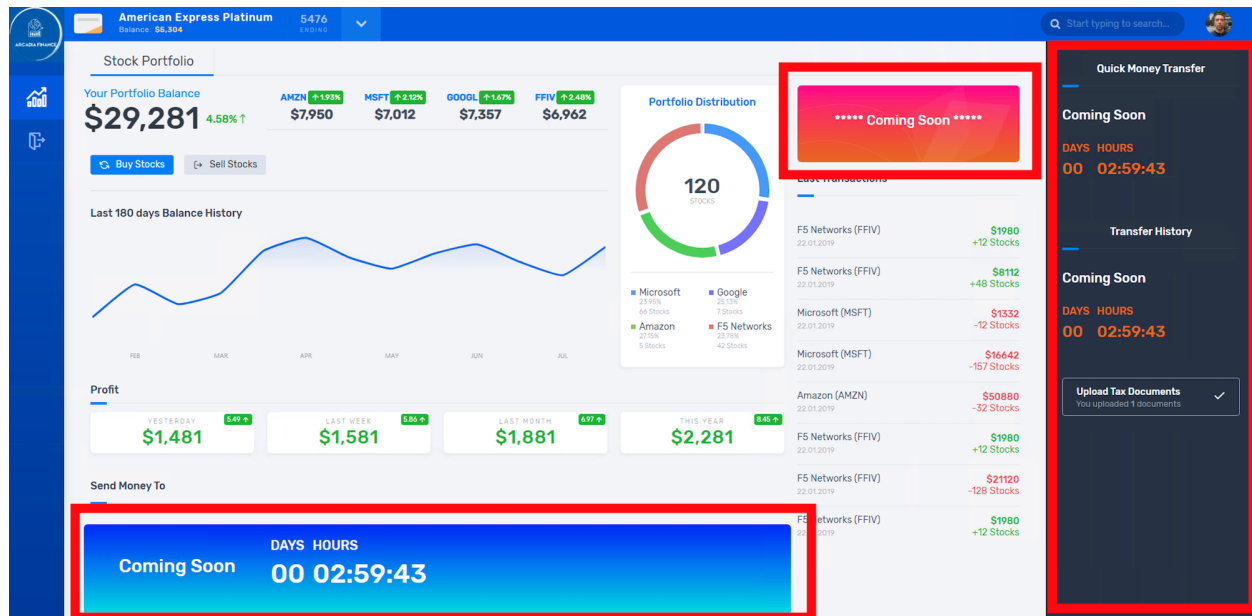 ARCADIA FINANCE
American Express Platinum
Balance: $5,304
5476
ENDING
Start typing to search...
Stock Portfolio
Your Portfolio Balance
$29,281 4.58% ↑
AMZN ↑ 1.93%
$7,950
MSFT ↑ 2.12%
$7,012
GOOGL ↑ 1.67%
$7,357
FFIV ↑ 2.48%
$6,962
Buy Stocks
Sell Stocks
Last 180 days Balance History
FEB MAR APR MAY JUN JUL
Portfolio Distribution
120
STOCKS
Microsoft
23.95%
66 Stocks
Google
25.13%
7 Stocks
Amazon
27.15%
5 Stocks
F5 Networks
23.78%
42 Stocks
Profit
YESTERDAY 5.49 ↑
$1,481
LAST WEEK 5.86 ↑
$1,581
LAST MONTH 6.97 ↑
$1,881
THIS YEAR 8.45 ↑
$2,281
Send Money To
Coming Soon
DAYS HOURS
00 02:59:43
***** Coming Soon *****
Last Transactions
F5 Networks (FFIV) $1980
22.01.2019 +12 Stocks
F5 Networks (FFIV) $8112
22.01.2019 +48 Stocks
Microsoft (MSFT) $1332
22.01.2019 -12 Stocks
Microsoft (MSFT) $16642
22.01.2019 -157 Stocks
Amazon (AMZN) $50880
22.01.2019 -32 Stocks
F5 Networks (FFIV) $1980
22.01.2019 +12 Stocks
F5 Networks (FFIV) $21120
22.01.2019 -128 Stocks
F5 Networks (FFIV) $1980
22.01.2019 +12 Stocks
Quick Money Transfer
Coming Soon
DAYS HOURS
00 02:59:43
Transfer History
Coming Soon
DAYS HOURS
00 02:59:43
Upload Tax Documents
You uploaded 1 documents